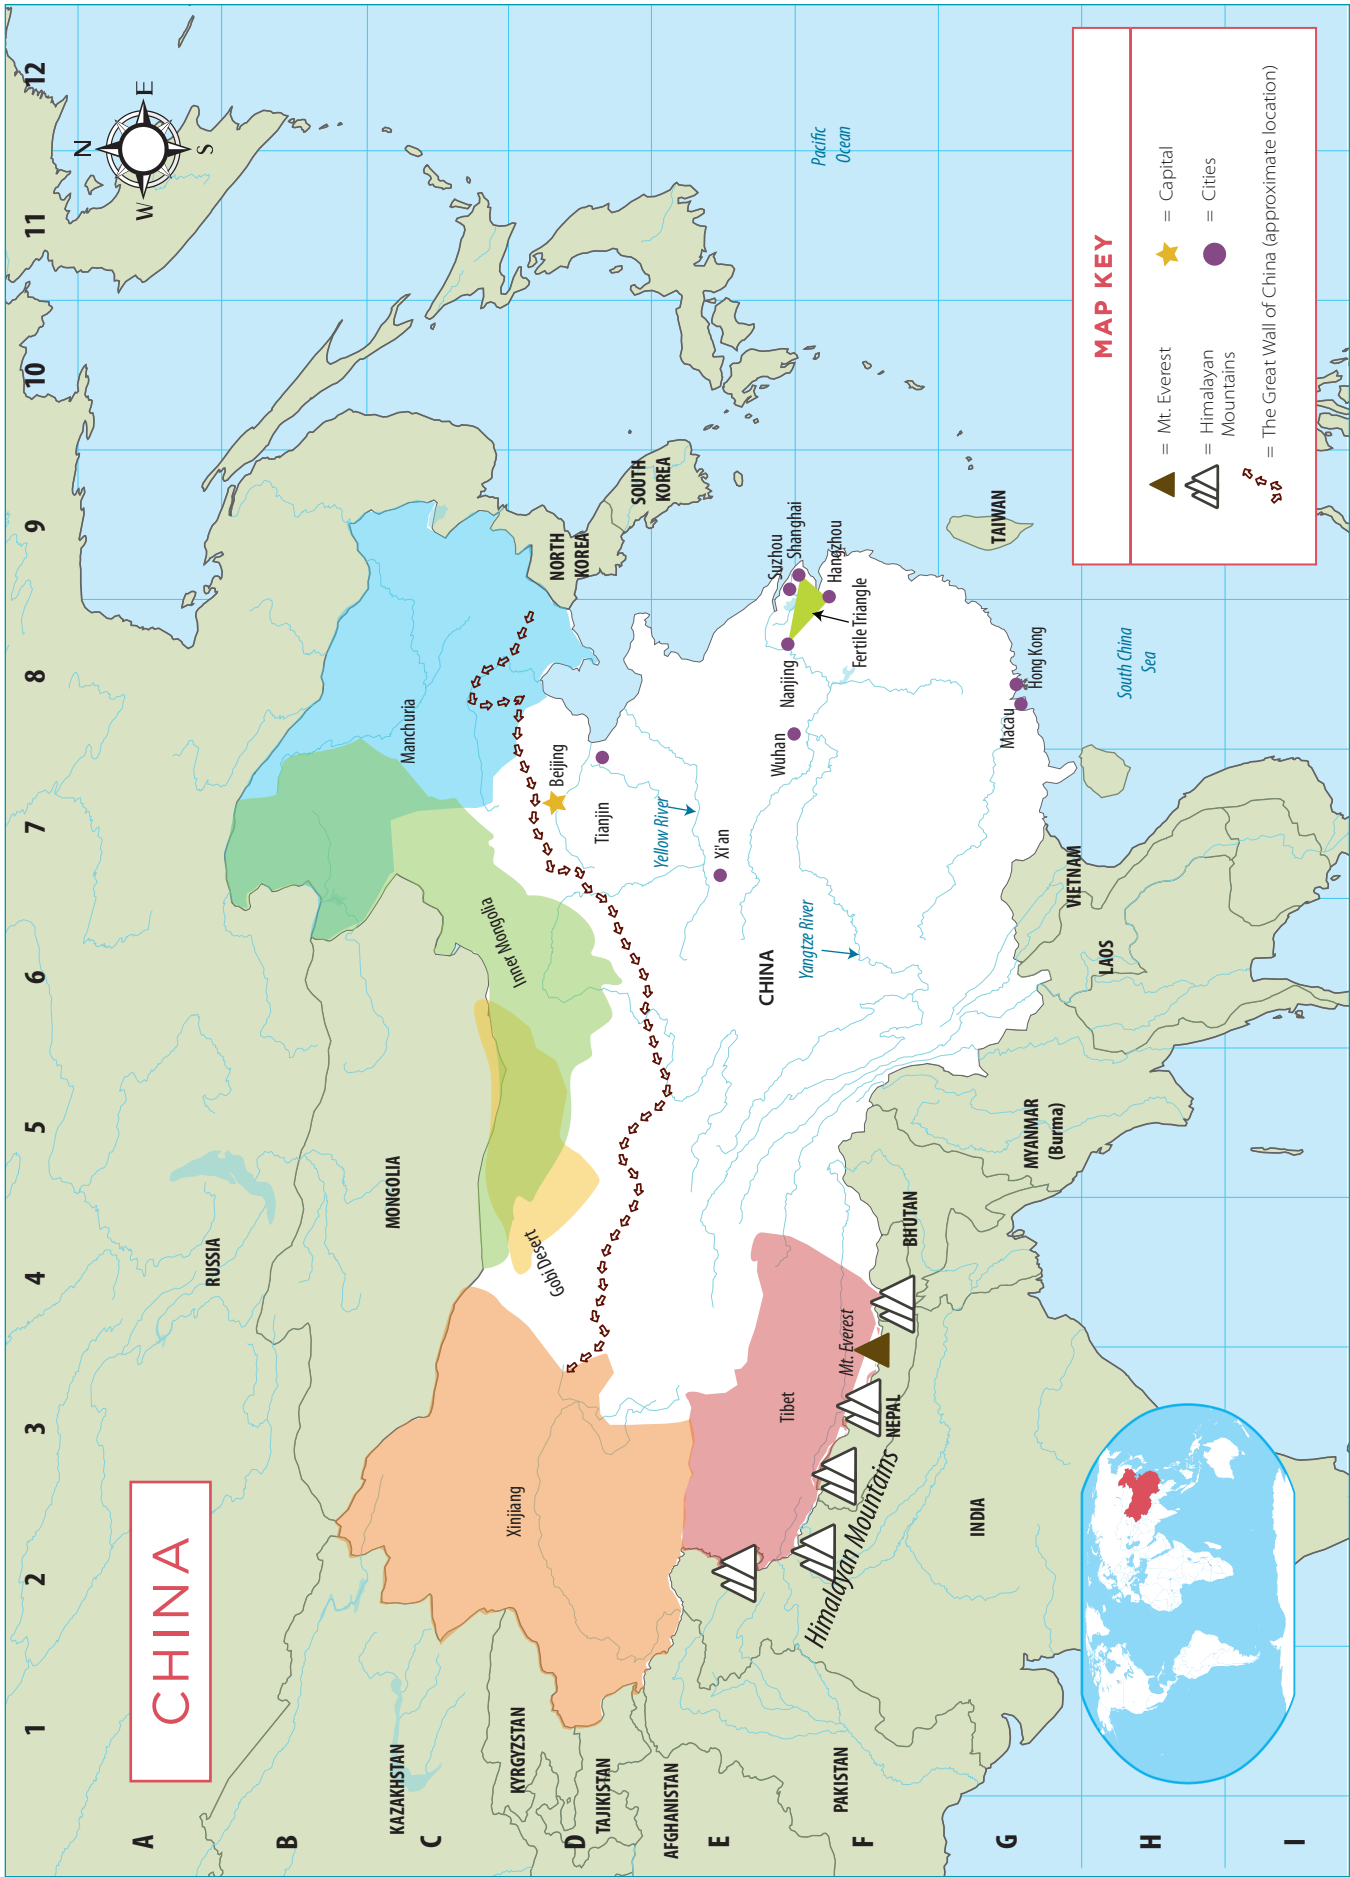 CHINA
1 2 3 4 5 6 7 8 9 10 11 12
A
B
C
D
E
F
G
H
I
N
E
S
W
RUSSIA
MONGOLIA
KAZAKHSTAN
KYRGYZSTAN
TAJIKISTAN
AFGHANISTAN
PAKISTAN
Xinjiang
Gobi Desert
Inner Mongolia
Manchuria
Beijing
Tianjin
NORTH
KOREA
SOUTH
KOREA
Yellow River
Xi'an
CHINA
Yangtze River
Wuhan
Nanjing
Suzhou
Shanghai
Hangzhou
Fertile Triangle
Tibet
Mt. Everest
Himalayan Mountains
NEPAL
BHUTAN
INDIA
MYANMAR
(Burma)
LAOS
VIETNAM
Macau
Hong Kong
TAIWAN
South China
Sea
Pacific
Ocean
MAP KEY
= Mt. Everest
= Capital
= Himalayan
Mountains
= Cities
= The Great Wall of China (approximate location)